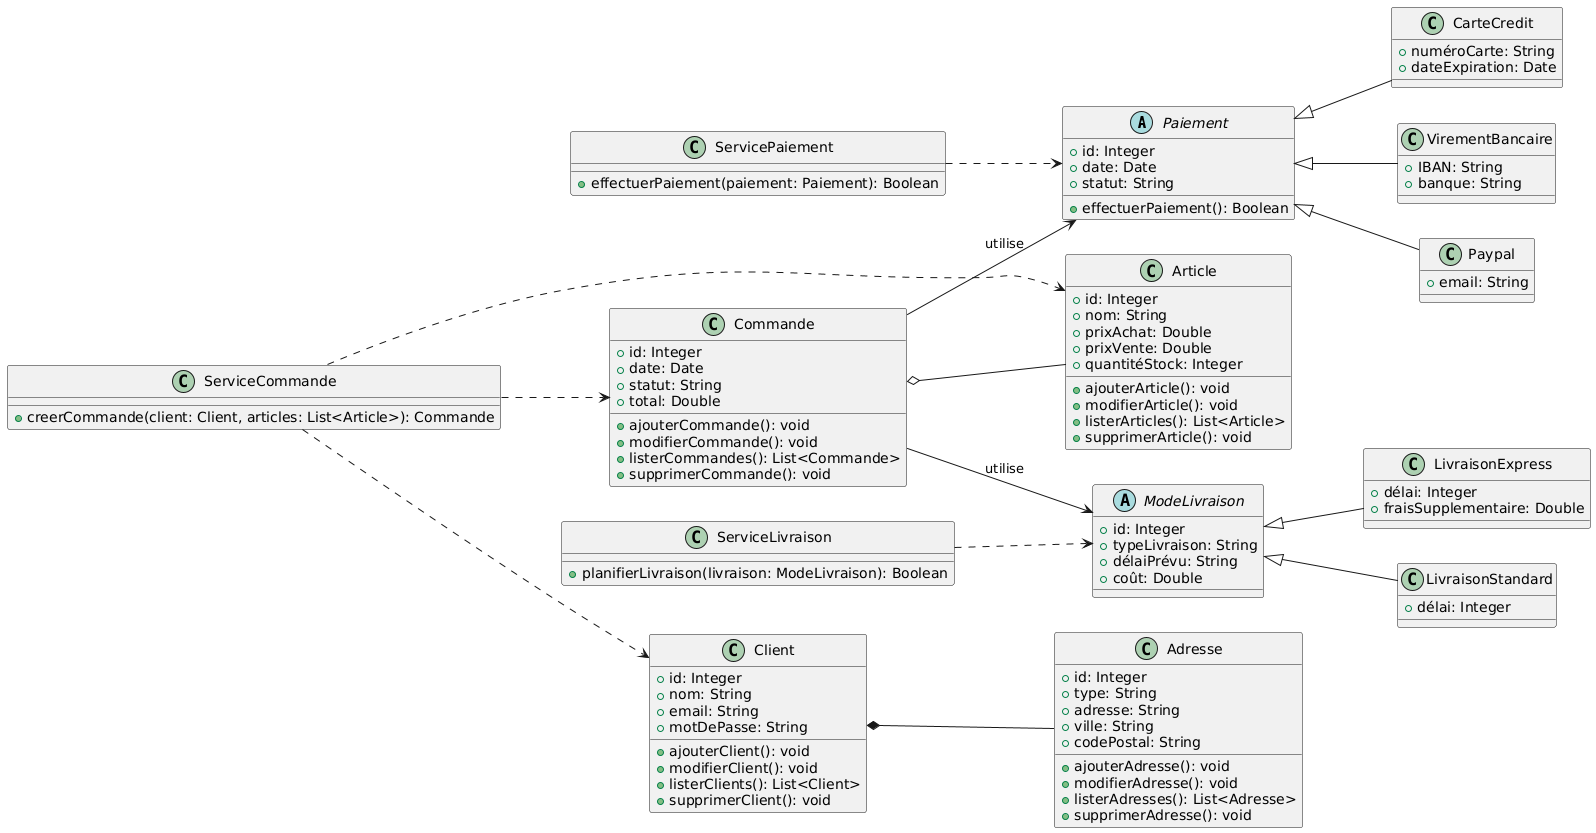 C CarteCredit
numéroCarte: String
dateExpiration: Date
A Paiement
id: Integer
date: Date
statut: String
effectuerPaiement(): Boolean
C VirementBancaire
IBAN: String
banque: String
C ServicePaiement
effectuerPaiement(paiement: Paiement): Boolean
utilise
C Paypal
email: String
C Article
id: Integer
nom: String
prixAchat: Double
prixVente: Double
quantitéStock: Integer
ajouterArticle(): void
modifierArticle(): void
listerArticles(): List<Article>
supprimerArticle(): void
C Commande
id: Integer
date: Date
statut: String
total: Double
ajouterCommande(): void
modifierCommande(): void
listerCommandes(): List<Commande>
supprimerCommande(): void
C ServiceCommande
creerCommande(client: Client, articles: List<Article>): Commande
utilise
C LivraisonExpress
délai: Integer
fraisSupplementaire: Double
A ModeLivraison
id: Integer
typeLivraison: String
délaiPrévu: String
coût: Double
C ServiceLivraison
planifierLivraison(livraison: ModeLivraison): Boolean
C LivraisonStandard
délai: Integer
C Client
id: Integer
nom: String
email: String
motDePasse: String
ajouterClient(): void
modifierClient(): void
listerClients(): List<Client>
supprimerClient(): void
C Adresse
id: Integer
type: String
adresse: String
ville: String
codePostal: String
ajouterAdresse(): void
modifierAdresse(): void
listerAdresses(): List<Adresse>
supprimerAdresse(): void